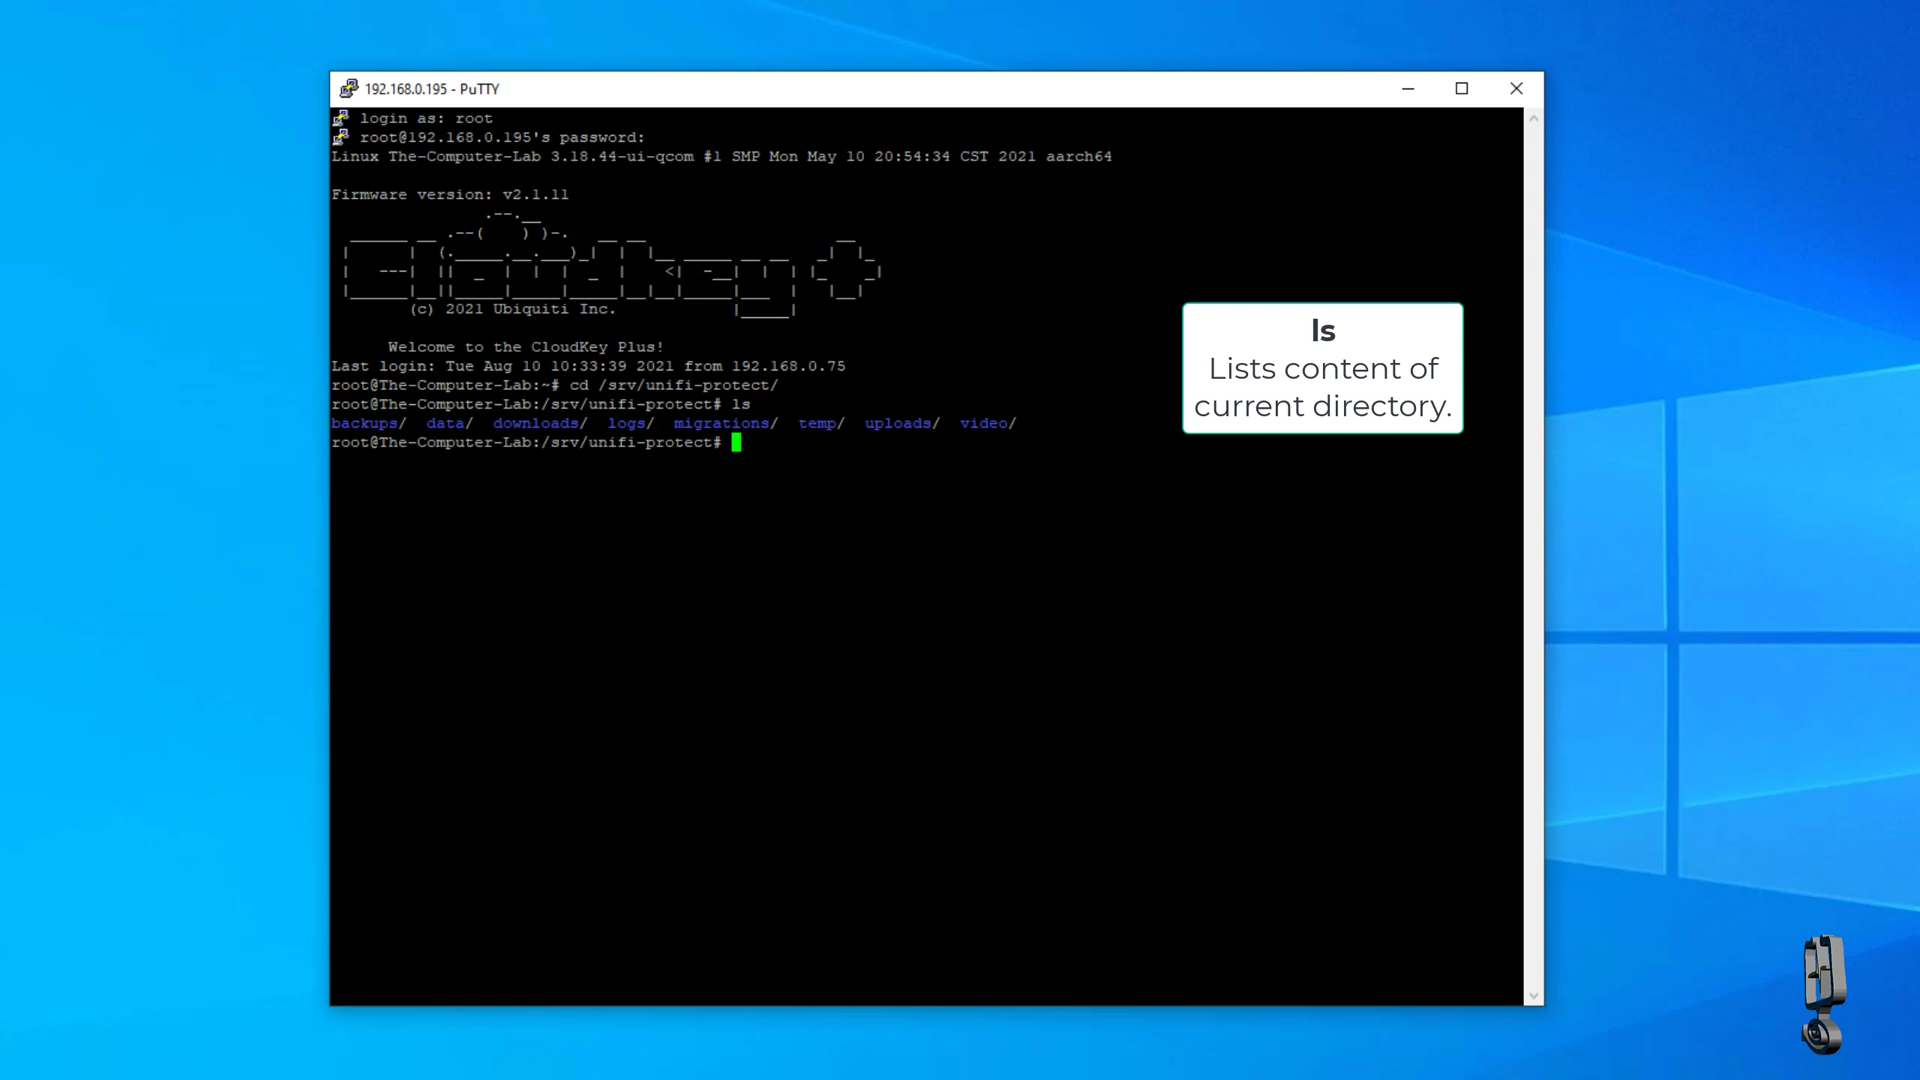 192.168.0.195 - PuTTY
login as: root
root@192.168.0.195's password:
Linux The-Computer-Lab 3.18.44-ui-qcom #1 SMP Mon May 10 20:54:34 CST 2021 aarch64
Firmware version: v2.1.11
Cloudkey +
(c) 2021 Ubiquiti Inc.
Welcome to the CloudKey Plus!
Last login: Tue Aug 10 10:33:39 2021 from 192.168.0.75
root@The-Computer-Lab:~# cd /srv/unifi-protect/
root@The-Computer-Lab:/srv/unifi-protect# ls
backups/  data/  downloads/  logs/  migrations/  temp/  uploads/  video/
root@The-Computer-Lab:/srv/unifi-protect#
ls
Lists content of
current directory.